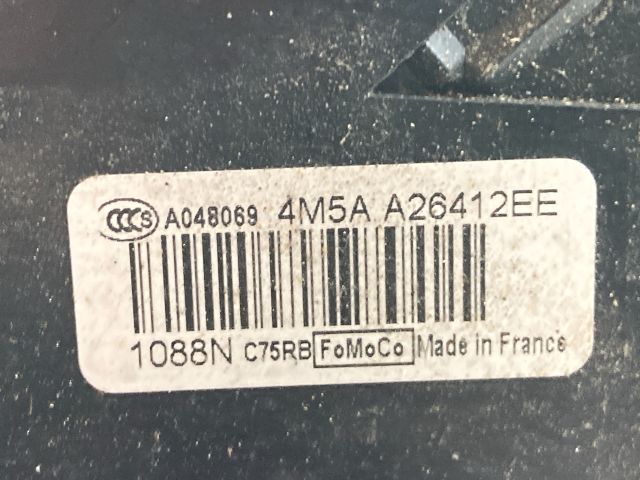 CCCS A048069 4M5A A26412EE
1088N C75RB FoMoCo Made in France